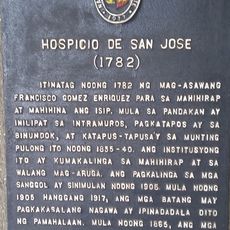 HOSPICIO DE SAN JOSE
(1782)
ITINATAG NOONG 1782 NG MAG-ASAWANG
FRANCISCO GOMEZ ENRIQUEZ PARA SA MAHIHIRAP
AT MAHIHINA ANG ISIP. MULA SA PANDAKAN AY
INILIPAT SA INTRAMUROS, PAGKATAPOS AY SA
BINUNDOK, AT KATAPUS-TAPUSA'Y SA MUNTING
PULONG ITO NOONG 1835-40. ANG INSTITUSYONG
ITO AY KUMAKALINGA SA MAHIHIRAP AT SA
WALANG MAG-ARUGA. ANG PAGKALINGA SA MGA
SANGGOL AY SINIMULAN NOONG 1908. MULA NOONG
1905 HANGGANG 1917, ANG MGA BATANG MAY
PAGKAKASALANG NAGAWA AY IPINADADALA DITO
NG PAMAHALAAN. MULA NOONG 1865, ANG MGA